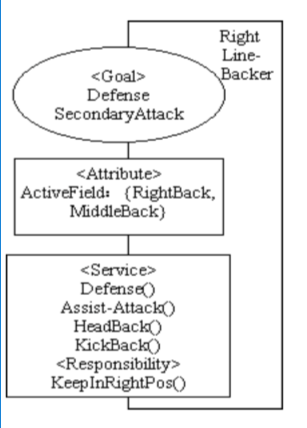 Right
Line-
Backer
<Goal>
Defense
SecondaryAttack
<Attribute>
ActiveField: {RightBack,
MiddleBack}
<Service>
Defense()
Assist-Attack()
HeadBack()
KickBack()
<Responsibility>
KeepInRightPos()